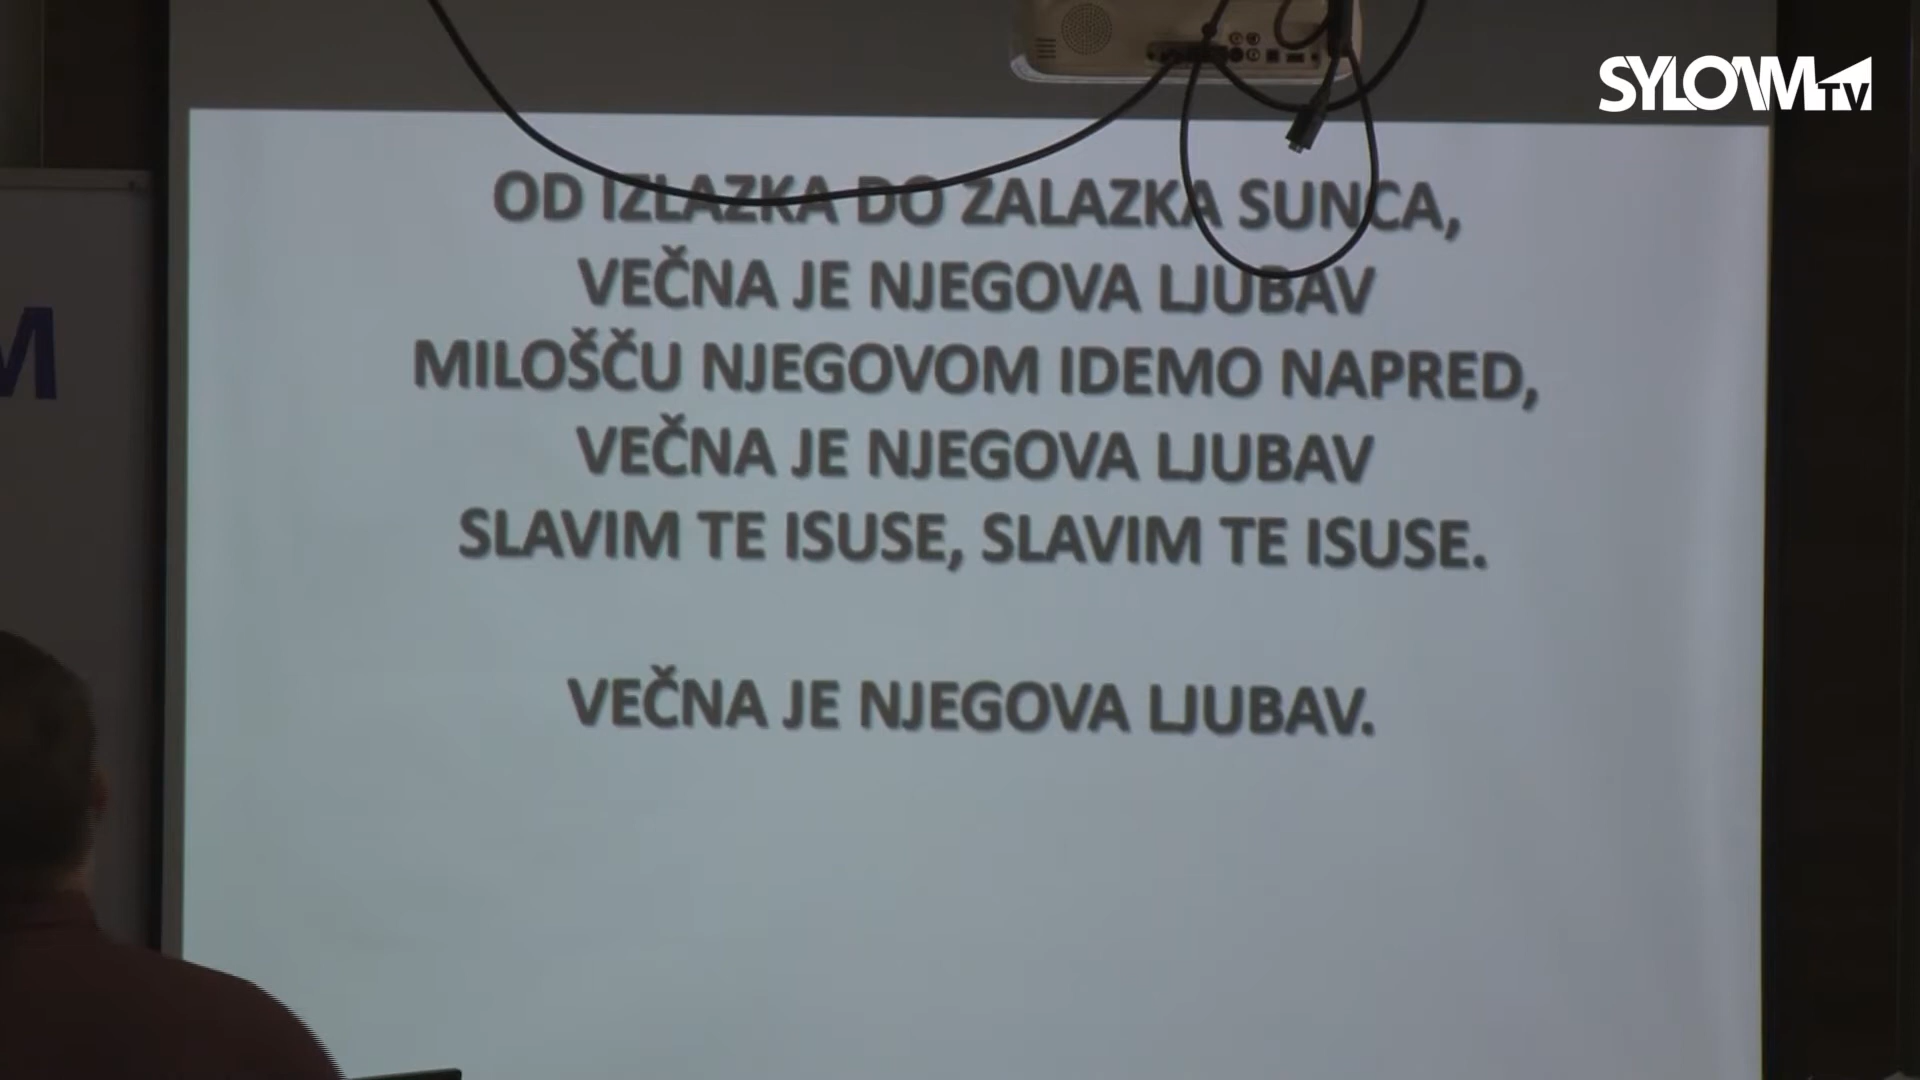 SYLOAM TV
OD IZLAZKA DO ZALAZKA SUNCA,
VEČNA JE NJEGOVA LJUBAV
MILOŠČU NJEGOVOM IDEMO NAPRED,
VEČNA JE NJEGOVA LJUBAV
SLAVIM TE ISUSE, SLAVIM TE ISUSE.
VEČNA JE NJEGOVA LJUBAV.
M